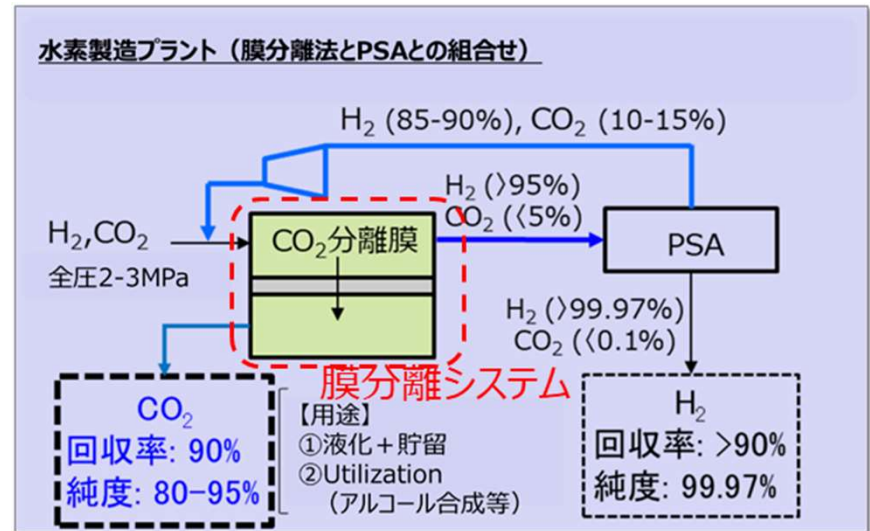 水素製造プラント（膜分離法とPSAとの組合せ）
H₂ (85-90%), CO₂ (10-15%)
H₂ (〉95%)
CO₂ (〈5%)
H₂,CO₂
全圧2-3MPa
CO₂分離膜
PSA
H₂ (〉99.97%)
CO₂ (〈0.1%)
膜分離システム
CO₂
回収率: 90%
純度: 80-95%
【用途】
①液化＋貯留
②Utilization
（アルコール合成等）
H₂
回収率: >90%
純度: 99.97%